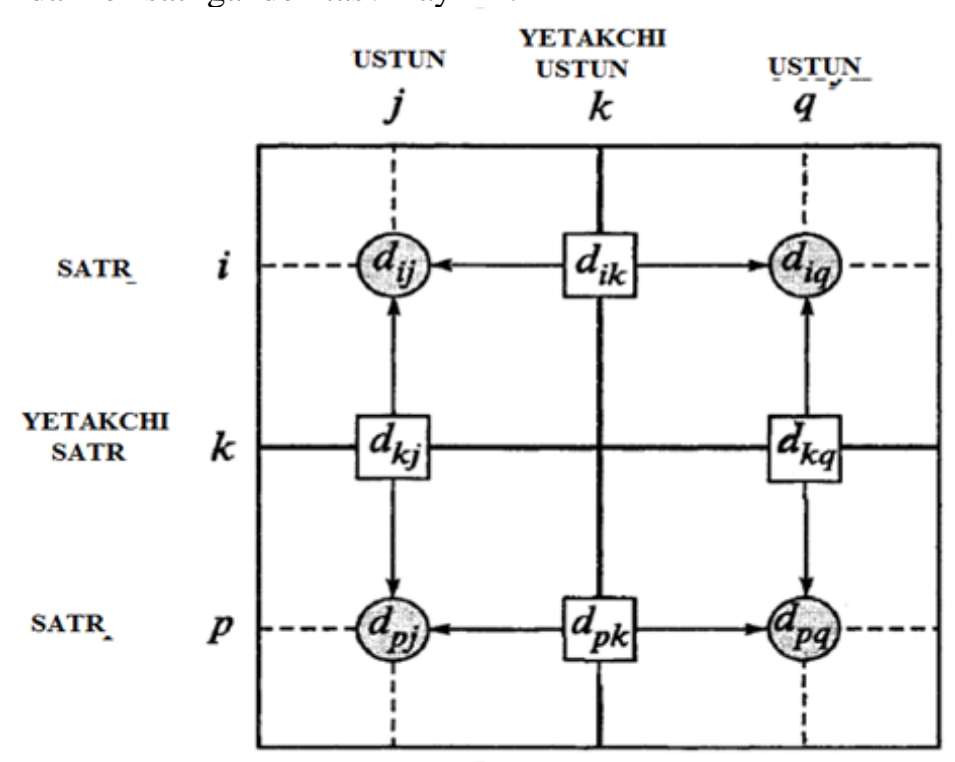 YETAKCHI
USTUN USTUN USTUN
j k q
SATR i d_ij d_ik d_iq
YETAKCHI
SATR k d_kj d_kq
SATR p d_pj d_pk d_pq